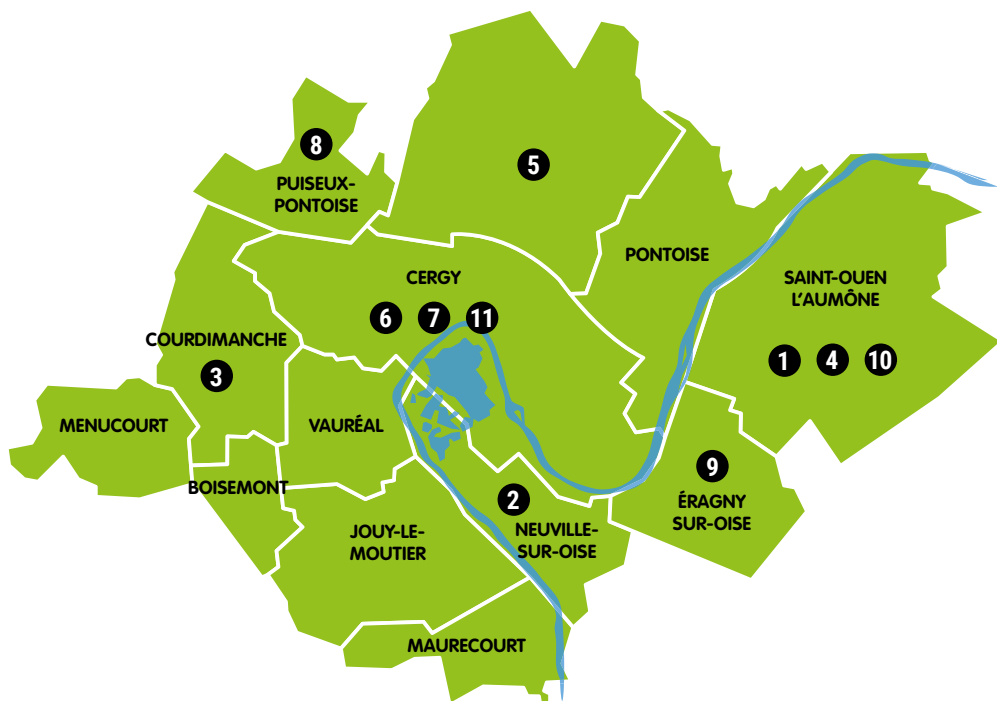 8
PUISEUX-
PONTOISE
5
PONTOISE
SAINT-OUEN
L'AUMÔNE
1 4 10
CERGY
6 7 11
COURDIMANCHE
3
MENUCOURT
VAURÉAL
BOISEMONT
9
ÉRAGNY
SUR-OISE
2
NEUVILLE-
SUR-OISE
JOUY-LE-
MOUTIER
MAURECOURT